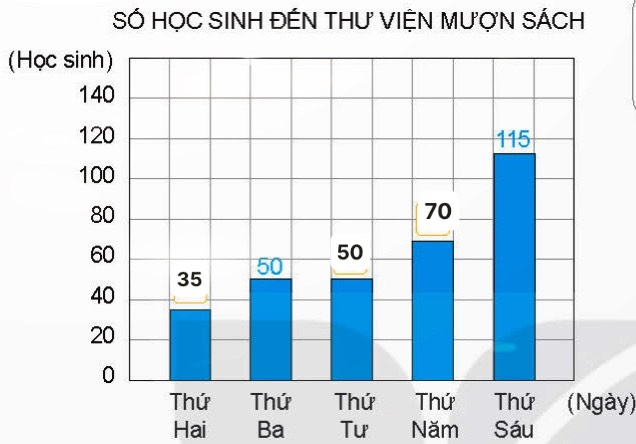 SỐ HỌC SINH ĐẾN THƯ VIỆN MƯỢN SÁCH
(Học sinh)
140
120
100
80
60
40
20
0
35
50
50
70
115
Thứ Hai
Thứ Ba
Thứ Tư
Thứ Năm
Thứ Sáu
(Ngày)